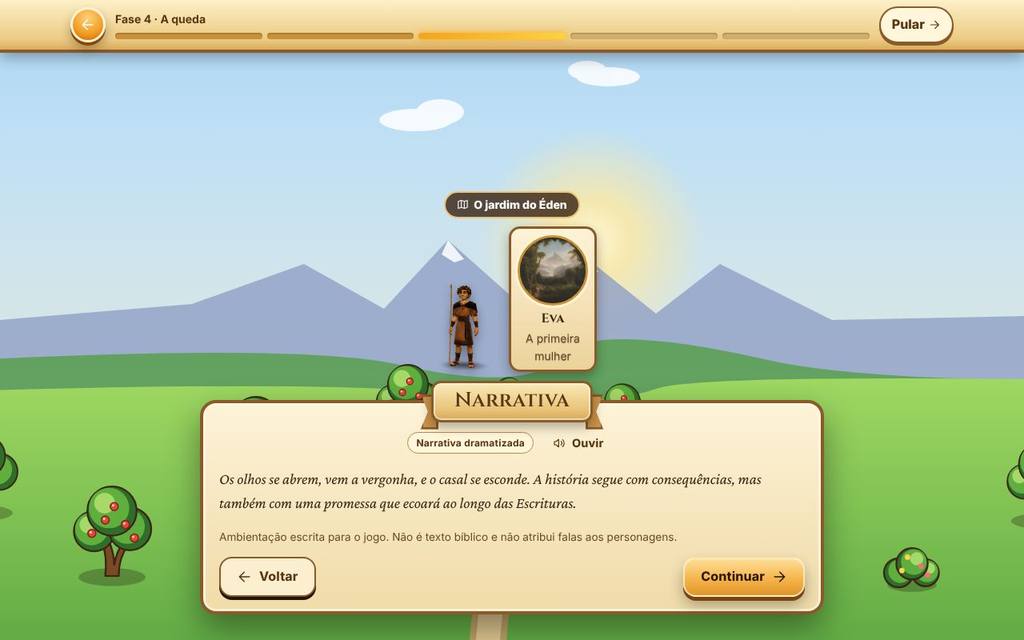 Fase 4 · A queda
Pular →
O jardim do Éden
Eva
A primeira
mulher
Narrativa
Narrativa dramatizada
Ouvir
Os olhos se abrem, vem a vergonha, e o casal se esconde. A história segue com consequências, mas
também com uma promessa que ecoará ao longo das Escrituras.
Ambientação escrita para o jogo. Não é texto bíblico e não atribui falas aos personagens.
← Voltar
Continuar →